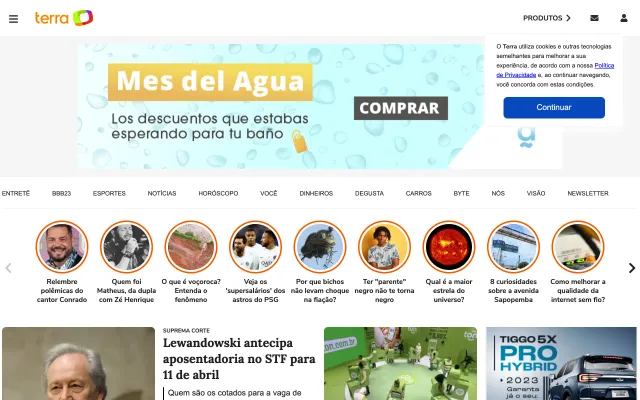 terra
PRODUTOS
O Terra utiliza cookies e outras tecnologias
semelhantes para melhorar a sua
experiência, de acordo com a nossa Política
de Privacidade e, ao continuar navegando,
você concorda com estas condições.
Continuar
Mes del Agua
Los descuentos que estabas
esperando para tu baño
COMPRAR
ENTRETÊ
BBB23
ESPORTES
NOTÍCIAS
HORÓSCOPO
VOCÊ
DINHEIROS
DEGUSTA
CARROS
BYTE
NÓS
VISÃO
NEWSLETTER
Relembre
polêmicas do
cantor Conrado
Quem foi
Matheus, da dupla
com Zé Henrique
O que é voçoroca?
Entenda o
fenômeno
Veja os
'supersalários' dos
astros do PSG
Por que bichos
não levam choque
na fiação?
Ter "parente"
negro não te torna
negro
Qual é a maior
estrela do
universo?
8 curiosidades
sobre a avenida
Sapopemba
Como melhorar a
qualidade da
internet sem fio?
SUPREMA CORTE
Lewandowski antecipa
aposentadoria no STF para
11 de abril
Quem são os cotados para a vaga de
ton.com.br
TIGGO 5X
PRO
HYBRID
2023
Garanta
já o seu: